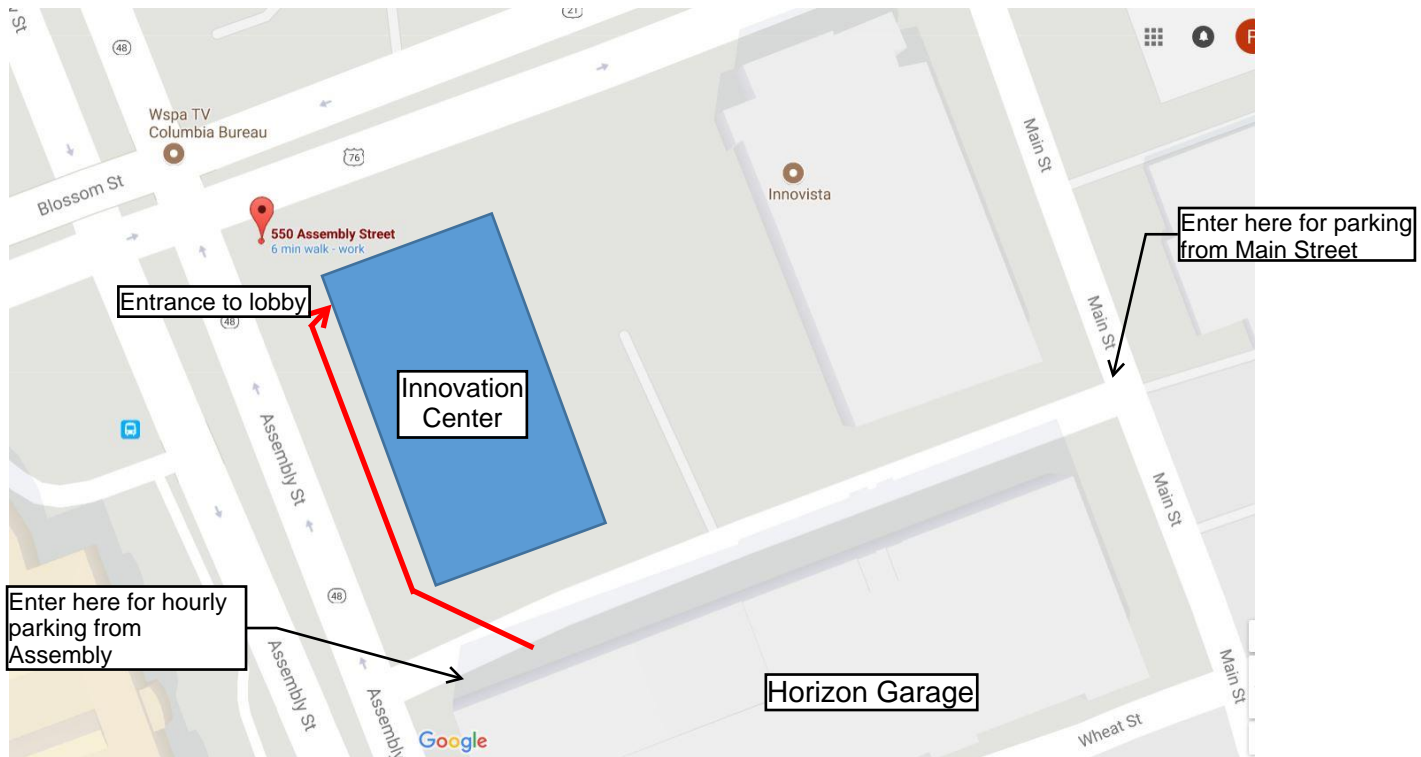 St
21
48
Wspa TV
Columbia Bureau
76
Blossom St
Main St
Innovista
550 Assembly Street
6 min walk - work
Enter here for parking
from Main Street
Entrance to lobby
48
Main St
Innovation
Center
Assembly St
Main St
48
Enter here for hourly
parking from
Assembly
Assembly St
Assembly
Main St
Horizon Garage
Wheat St
Google